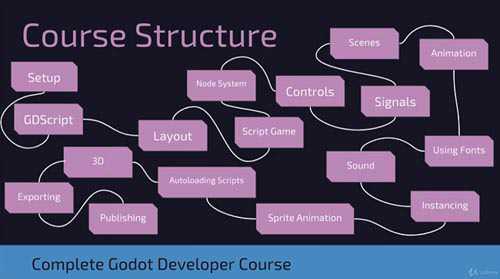 Course Structure
Setup
GDScript
Layout
Script Game
Node System
Controls
Signals
Scenes
Animation
Using Fonts
Sound
Instancing
Sprite Animation
Autoloading Scripts
3D
Exporting
Publishing
Complete Godot Developer Course